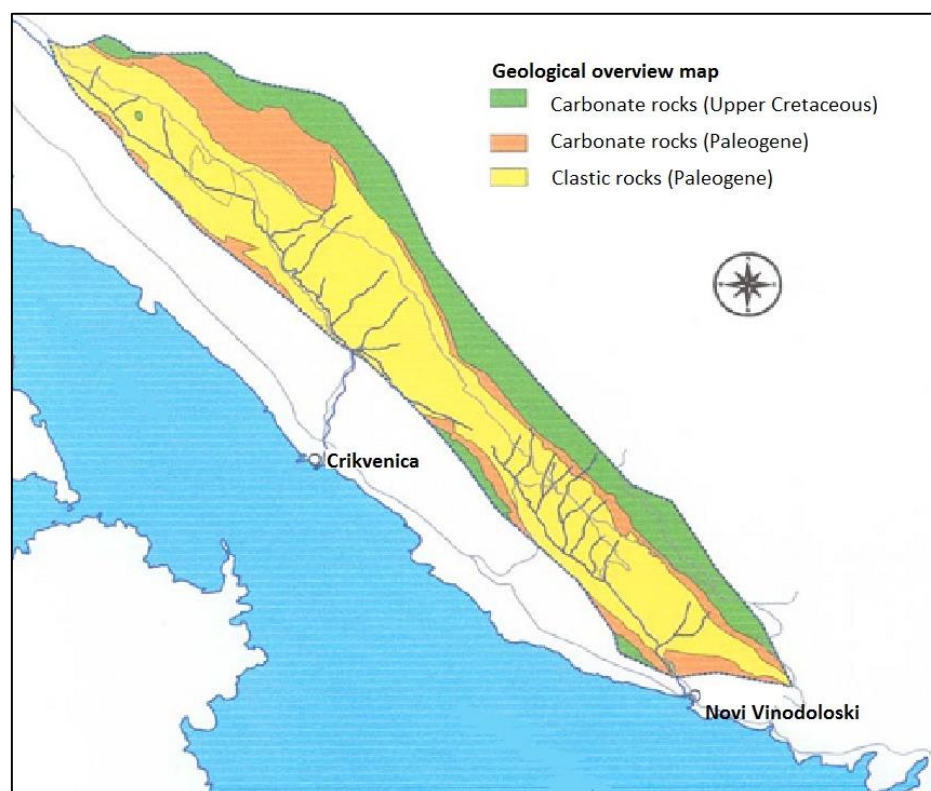 Geological overview map
Carbonate rocks (Upper Cretaceous)
Carbonate rocks (Paleogene)
Clastic rocks (Paleogene)
Crikvenica
Novi Vinodoloski